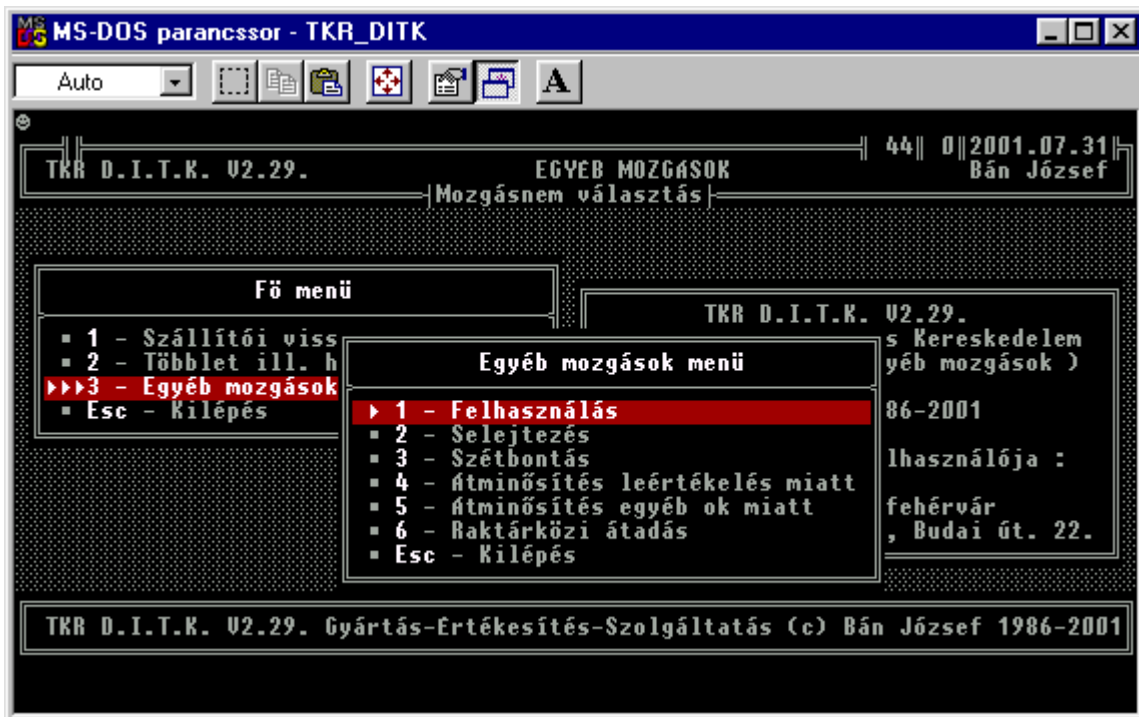 MS-DOS parancssor - TKR_DITK
Auto
A
44 0 2001.07.31
TKR D.I.T.K. V2.29. EGYÉB MOZGÁSOK Bán József
Mozgásnem választás
Fö menü
1 - Szállítói viss
2 - Többlet ill. h
3 - Egyéb mozgások
Esc - Kilépés
TKR D.I.T.K. V2.29.
s Kereskedelem
yéb mozgások )
86-2001
lhasználója :
fehérvár
, Budai út. 22.
Egyéb mozgások menü
1 - Felhasználás
2 - Selejtezés
3 - Szétbontás
4 - Átminősítés leértékelés miatt
5 - Átminősítés egyéb ok miatt
6 - Raktárközi átadás
Esc - Kilépés
TKR D.I.T.K. V2.29. Gyártás-Értékesítés-Szolgáltatás (c) Bán József 1986-2001